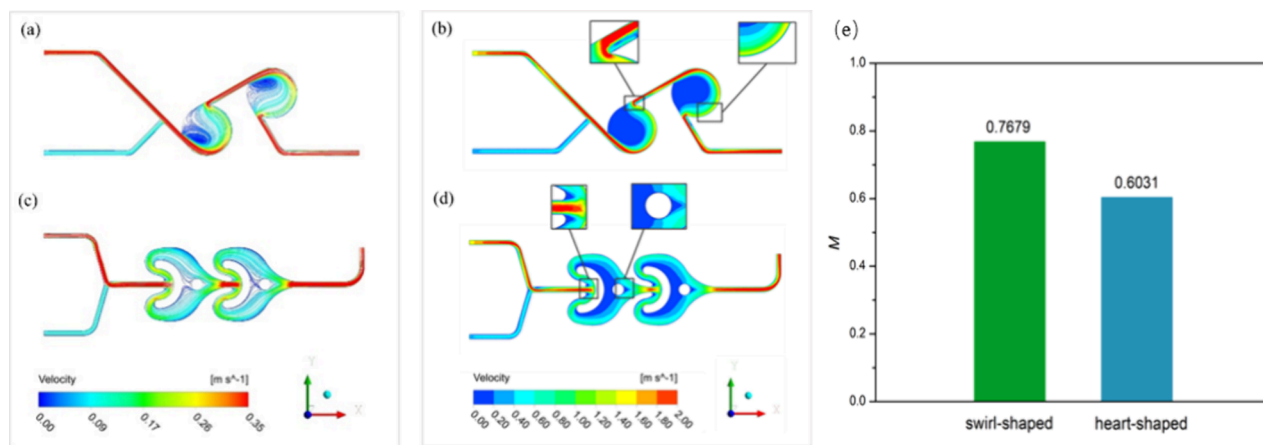 (a)
(b)
(c)
(d)
Velocity
[m s^-1]
0.00
0.09
0.17
0.26
0.35
Y
X
Velocity
[m s^-1]
0.00
0.20
0.40
0.60
0.80
1.00
1.20
1.40
1.60
1.80
2.00
Y
X
(e)
1.0
0.8
0.6
0.4
0.2
0.0
M
0.7679
0.6031
swirl-shaped
heart-shaped